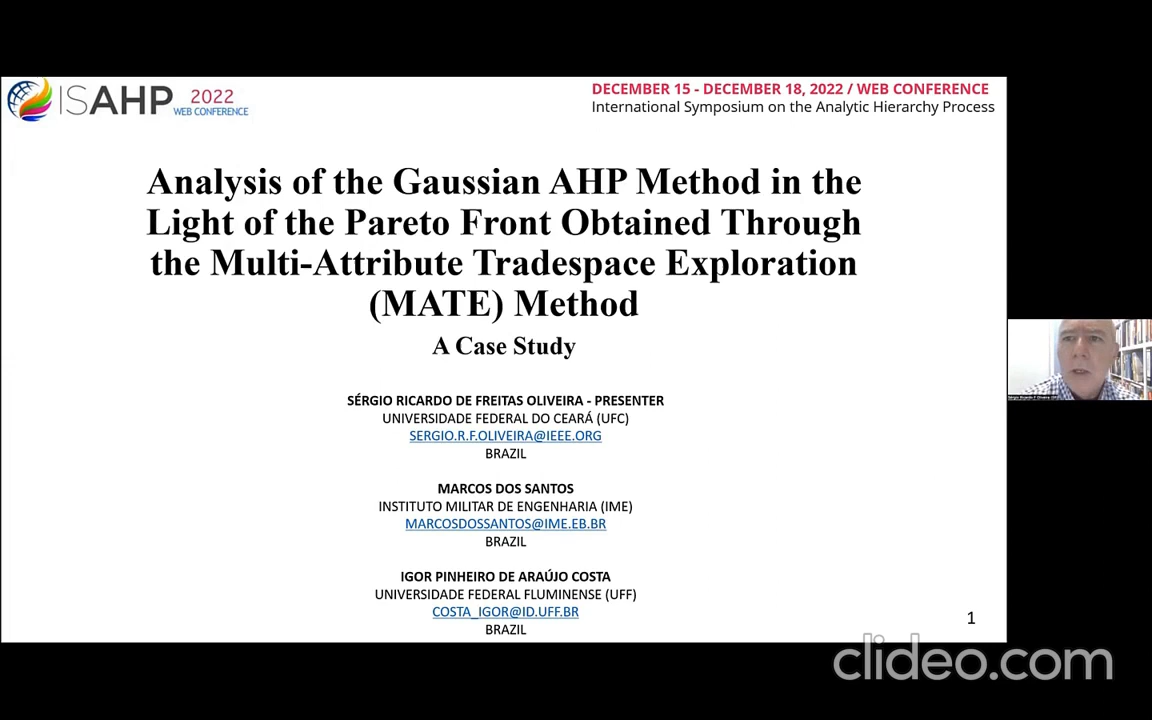 ISAHP 2022
WEB CONFERENCE
DECEMBER 15 - DECEMBER 18, 2022 / WEB CONFERENCE
International Symposium on the Analytic Hierarchy Process
Analysis of the Gaussian AHP Method in the
Light of the Pareto Front Obtained Through
the Multi-Attribute Tradespace Exploration
(MATE) Method
A Case Study
SÉRGIO RICARDO DE FREITAS OLIVEIRA - PRESENTER
UNIVERSIDADE FEDERAL DO CEARÁ (UFC)
SERGIO.R.F.OLIVEIRA@IEEE.ORG
BRAZIL
MARCOS DOS SANTOS
INSTITUTO MILITAR DE ENGENHARIA (IME)
MARCOSDOSSANTOS@IME.EB.BR
BRAZIL
IGOR PINHEIRO DE ARAÚJO COSTA
UNIVERSIDADE FEDERAL FLUMINENSE (UFF)
COSTA_IGOR@ID.UFF.BR
BRAZIL
1
clideo.com